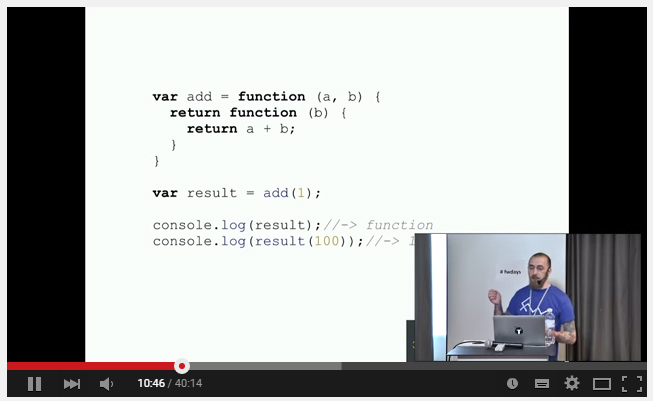 var add = function (a, b) {
return function (b) {
return a + b;
}
}
var result = add(1);
console.log(result);//-> function
console.log(result(100));//->
# fwdays
10:46 / 40:14